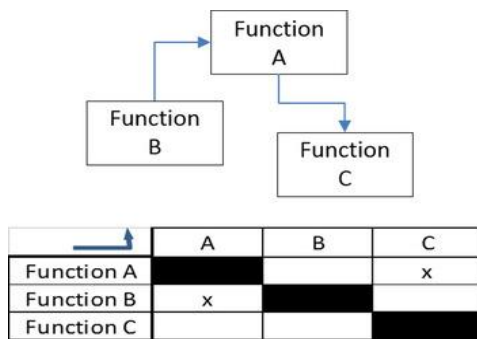 Function
A
Function
B
Function
C
A B C
Function A x
Function B x
Function C